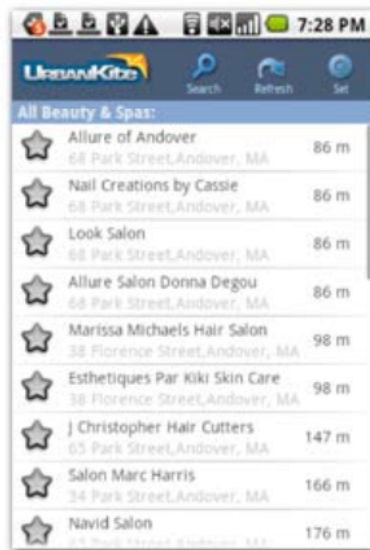 7:28 PM
UrbanKite
Search
Refresh
Set
All Beauty & Spas:
Allure of Andover
68 Park Street,Andover, MA
86 m
Nail Creations by Cassie
68 Park Street,Andover, MA
86 m
Look Salon
68 Park Street,Andover, MA
86 m
Allure Salon Donna Degou
68 Park Street,Andover, MA
86 m
Marissa Michaels Hair Salon
38 Florence Street,Andover, MA
98 m
Esthetiques Par Kiki Skin Care
38 Florence Street,Andover, MA
98 m
J Christopher Hair Cutters
65 Park Street,Andover, MA
147 m
Salon Marc Harris
34 Park Street,Andover, MA
166 m
Navid Salon
Park Street,Andover, MA
176 m